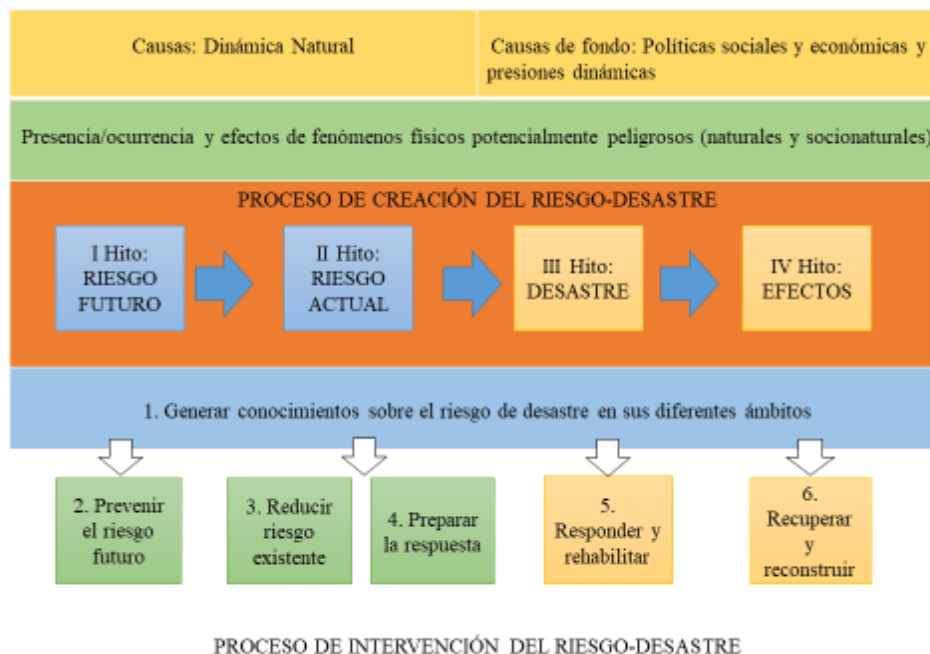 Causas: Dinámica Natural
Causas de fondo: Políticas sociales y económicas y
presiones dinámicas
Presencia/ocurrencia y efectos de fenómenos físicos potencialmente peligrosos (naturales y socionaturales)
PROCESO DE CREACIÓN DEL RIESGO-DESASTRE
I Hito:
RIESGO
FUTURO
II Hito:
RIESGO
ACTUAL
III Hito:
DESASTRE
IV Hito:
EFECTOS
1. Generar conocimientos sobre el riesgo de desastre en sus diferentes ámbitos
2. Prevenir
el riesgo
futuro
3. Reducir
riesgo
existente
4. Preparar
la respuesta
5.
Responder y
rehabilitar
6.
Recuperar
y
reconstruir
PROCESO DE INTERVENCIÓN DEL RIESGO-DESASTRE